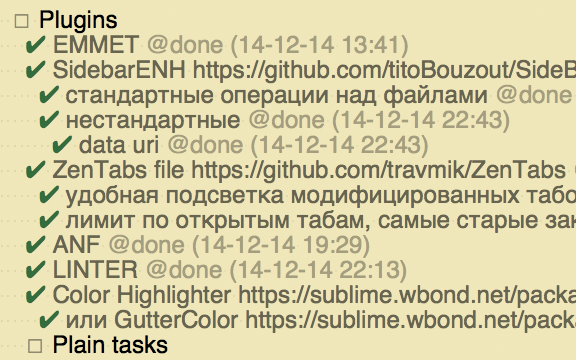 ☐ Plugins
✔ EMMET @done (14-12-14 13:41)
✔ SidebarENH https://github.com/titoBouzout/SideB
✔ стандартные операции над файлами @done
✔ нестандартные @done (14-12-14 22:43)
✔ data uri @done (14-12-14 22:43)
✔ ZenTabs file https://github.com/travmik/ZenTabs
✔ удобная подсветка модифицированных табо
✔ лимит по открытым табам, самые старые зак
✔ ANF @done (14-12-14 19:29)
✔ LINTER @done (14-12-14 22:13)
✔ Color Highlighter https://sublime.wbond.net/packa
✔ или GutterColor https://sublime.wbond.net/packa
☐ Plain tasks